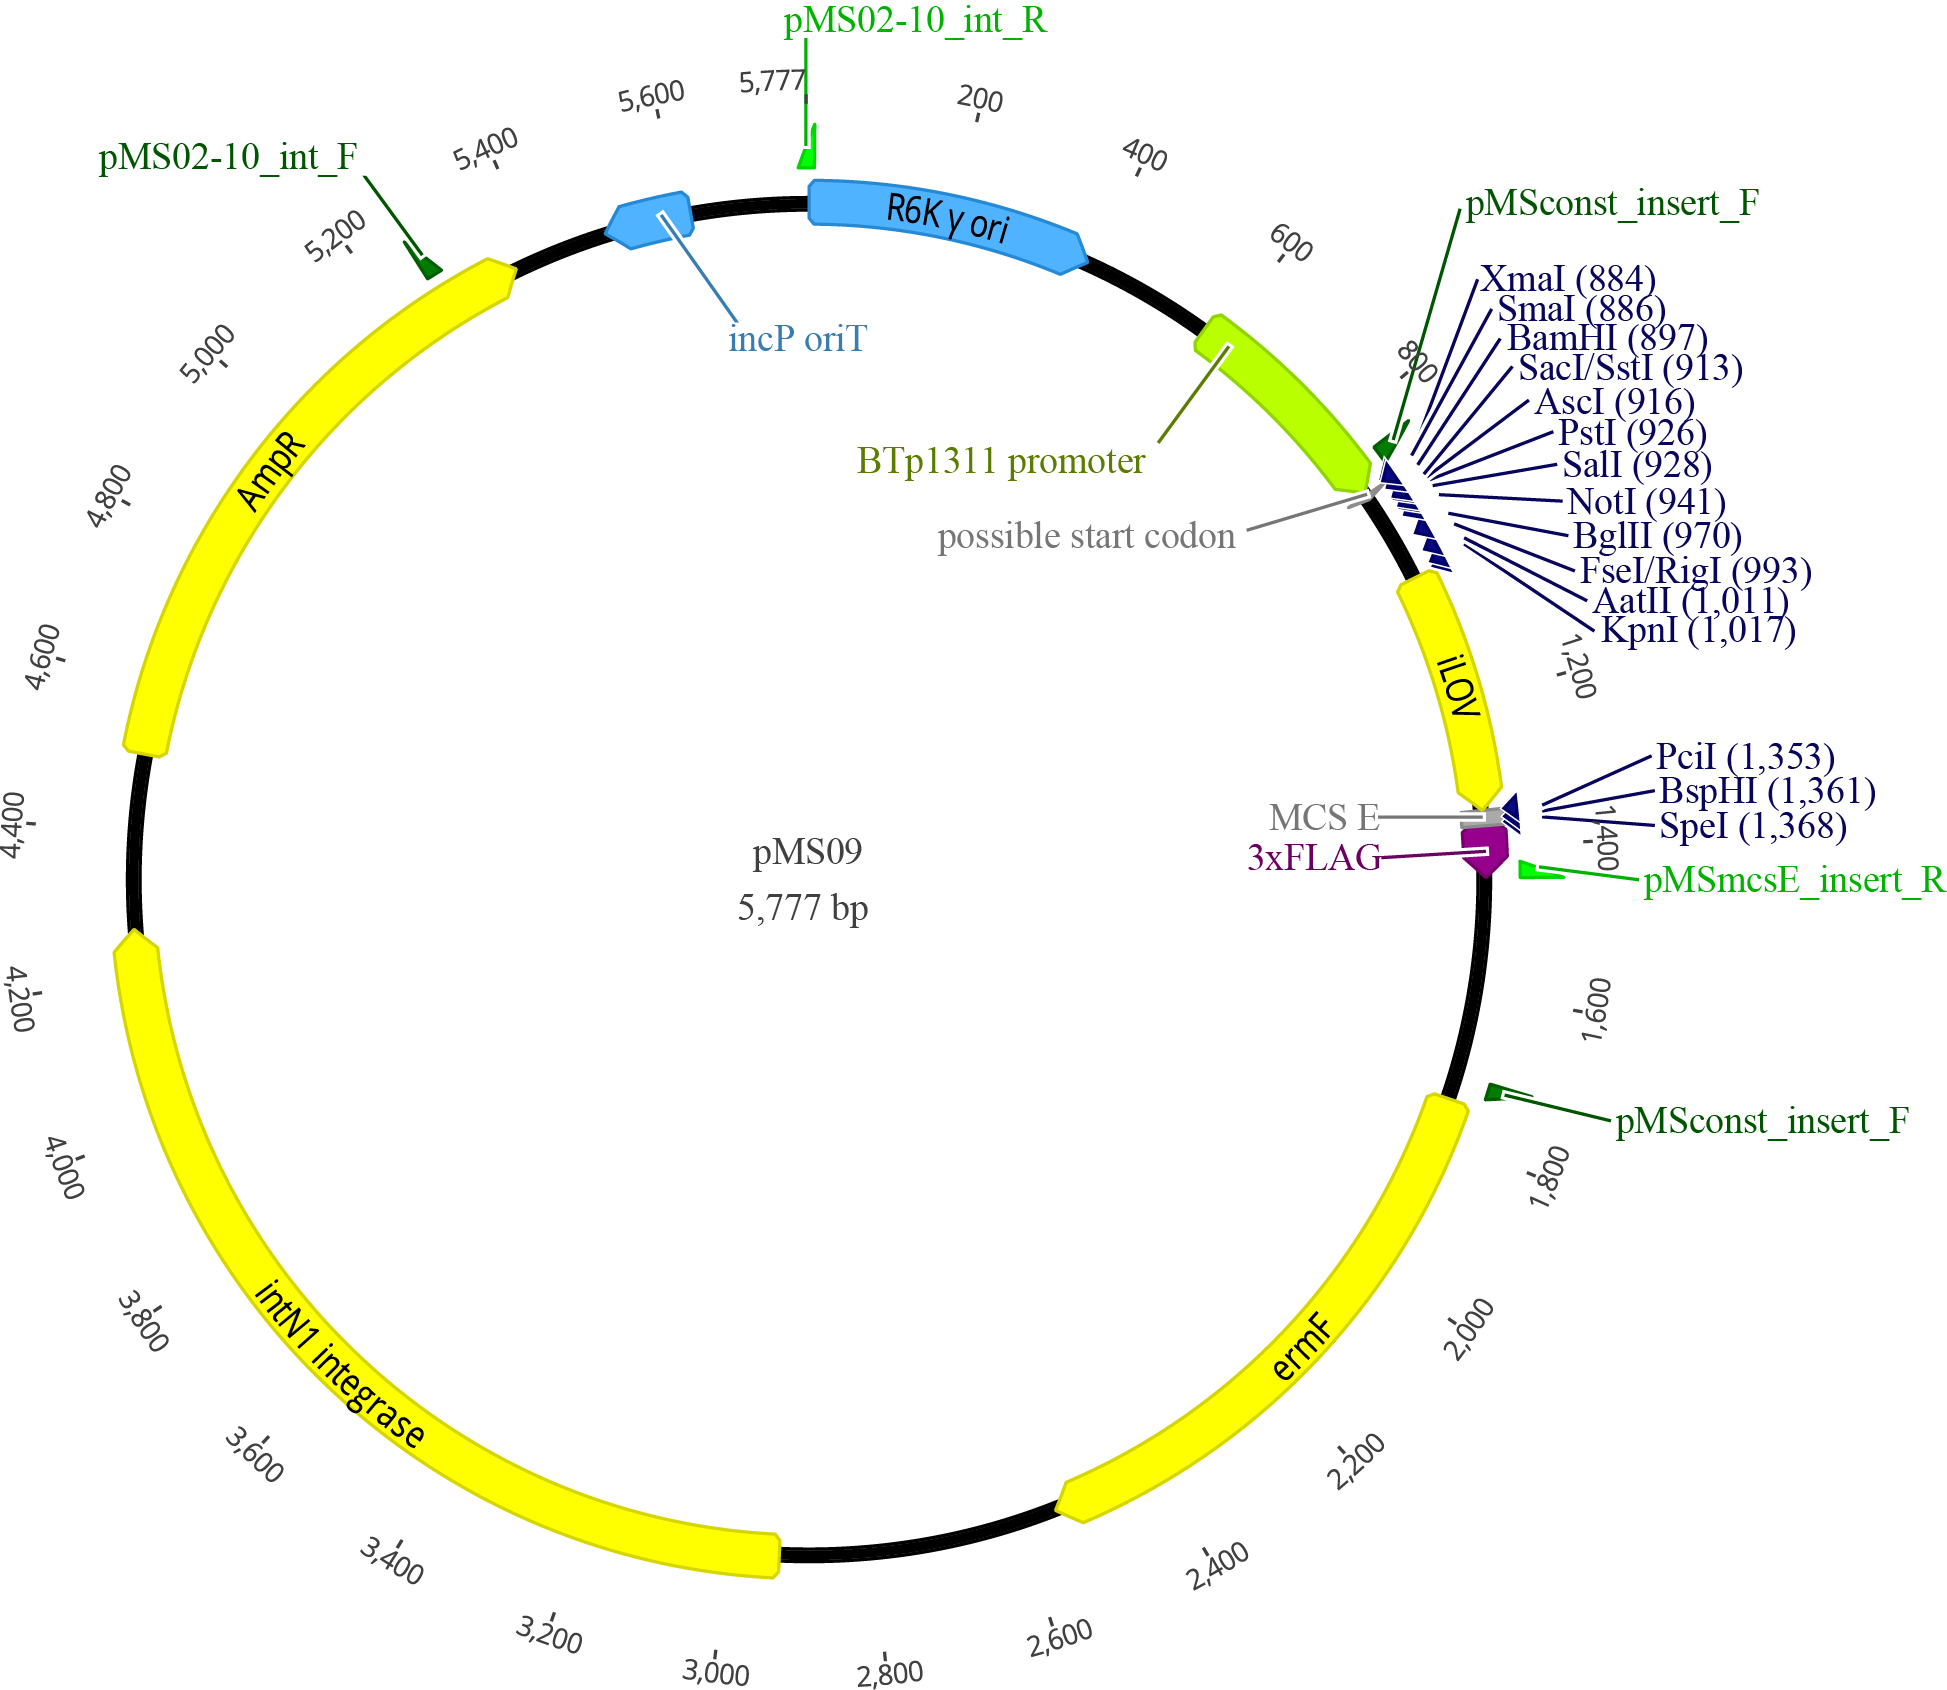 pMS02-10_int_R
5,777
200
400
600
800
1,200
1,400
1,600
1,800
2,000
2,200
2,400
2,600
2,800
3,000
3,200
3,400
3,600
3,800
4,000
4,200
4,400
4,600
4,800
5,000
5,200
5,400
5,600
pMS02-10_int_F
R6K γ ori
incP oriT
pMSconst_insert_F
XmaI (884)
SmaI (886)
BamHI (897)
SacI/SstI (913)
AscI (916)
PstI (926)
SalI (928)
NotI (941)
BglII (970)
FseI/RigI (993)
AatII (1,011)
KpnI (1,017)
BTp1311 promoter
possible start codon
AmpR
iLOV
PciI (1,353)
BspHI (1,361)
SpeI (1,368)
MCS E
3xFLAG
pMSmcsE_insert_R
pMS09
5,777 bp
pMSconst_insert_F
ermF
intN1 integrase